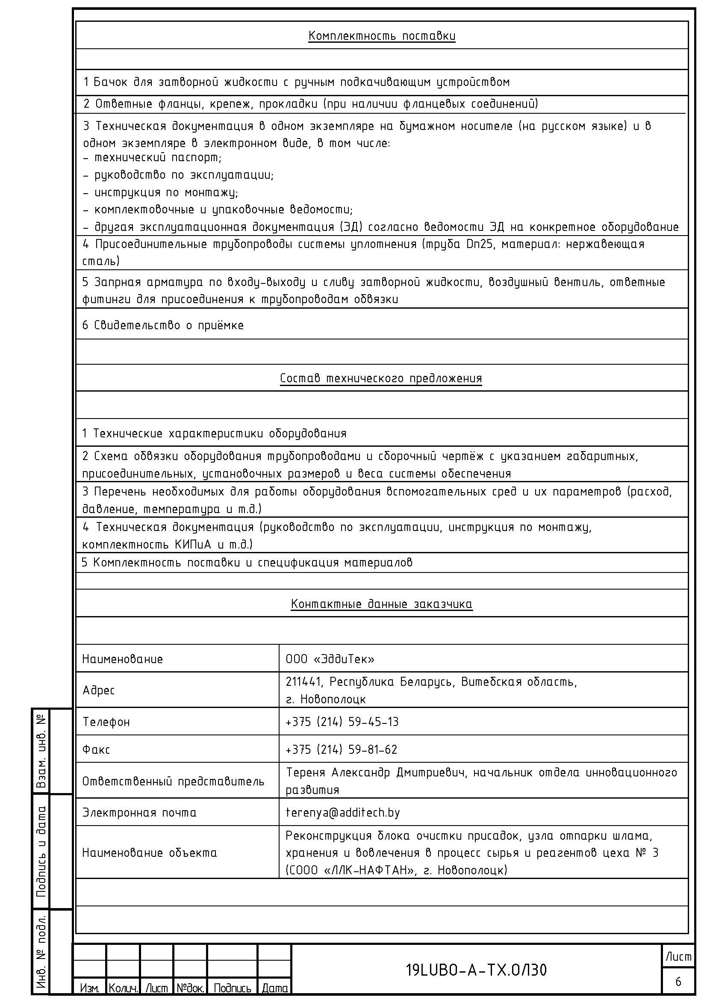 Комплектность поставки
1 Бачок для затворной жидкости с ручным подкачивающим устройством
2 Ответные фланцы, крепеж, прокладки (при наличии фланцевых соединений)
3 Техническая документация в одном экземпляре на бумажном носителе (на русском языке) и в
одном экземпляре в электронном виде, в том числе:
- технический паспорт;
- руководство по эксплуатации;
- инструкция по монтажу;
- комплектовочные и упаковочные ведомости;
- другая эксплуатационная документация (ЭД) согласно ведомости ЭД на конкретное оборудование
4 Присоединительные трубопроводы системы уплотнения (труба Dn25, материал: нержавеющая
сталь)
5 Запрная арматура по входу-выходу и сливу затворной жидкости, воздушный вентиль, ответные
фитинги для присоединения к трубопроводам обвязки
6 Свидетельство о приёмке
Состав технического предложения
1 Технические характеристики оборудования
2 Схема обвязки оборудования трубопроводами и сборочный чертёж с указанием габаритных,
присоединительных, установочных размеров и веса системы обеспечения
3 Перечень необходимых для работы оборудования вспомогательных сред и их параметров (расход,
давление, температура и т.д.)
4 Техническая документация (руководство по эксплуатации, инструкция по монтажу,
комплектность КИПиА и т.д.)
5 Комплектность поставки и спецификация материалов
Контактные данные заказчика
Наименование
ООО «ЭддиТек»
Адрес
211441, Республика Беларусь, Витебская область,
г. Новополоцк
Телефон
+375 (214) 59-45-13
Факс
+375 (214) 59-81-62
Ответственный представитель
Тереня Александр Дмитриевич, начальник отдела инновационного
развития
Электронная почта
terenya@additech.by
Наименование объекта
Реконструкция блока очистки присадок, узла отпарки шлама,
хранения и вовлечения в процесс сырья и реагентов цеха № 3
(СООО «ЛЛК-НАФТАН», г. Новополоцк)
Взам. инв. №
Подпись и дата
Инв. № подл.
Изм. Колич. Лист №док. Подпись Дата
19LUBO-A-TX.ОЛ30
Лист
6